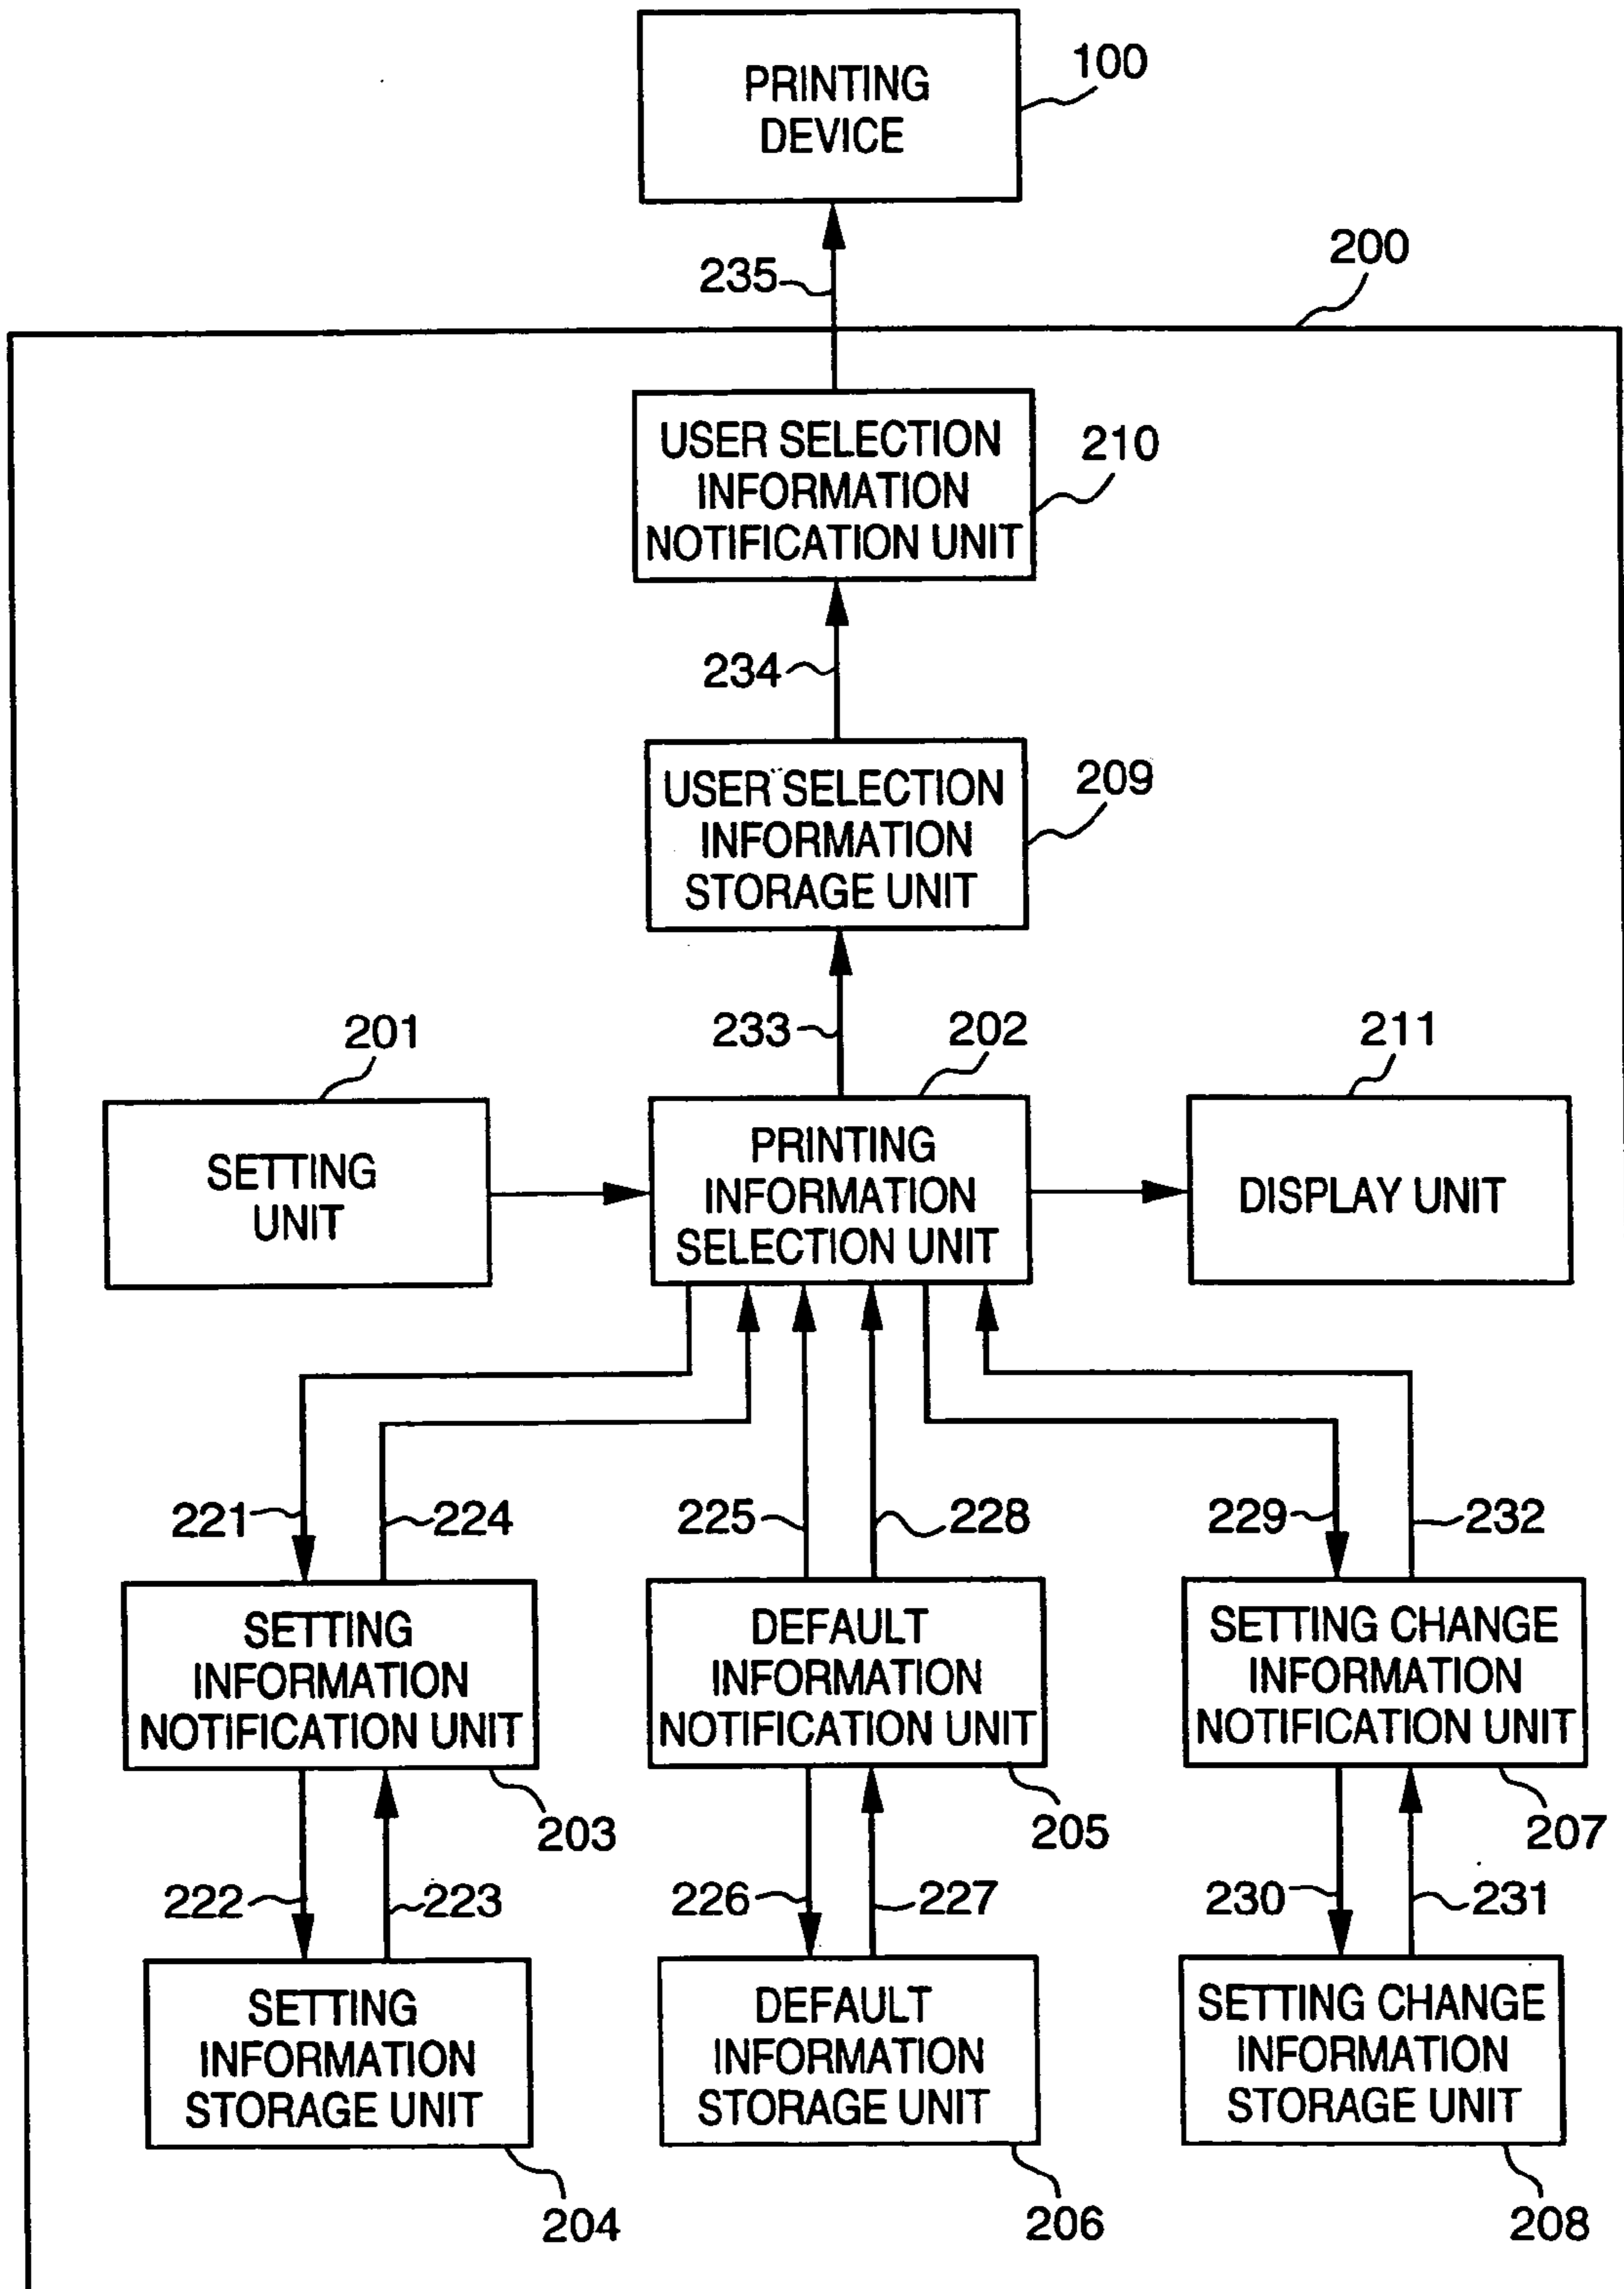 PRINTING
DEVICE
100
200
235
USER SELECTION
INFORMATION
NOTIFICATION UNIT
210
234
USER SELECTION
INFORMATION
STORAGE UNIT
209
233
201
202
211
SETTING
UNIT
PRINTING
INFORMATION
SELECTION UNIT
DISPLAY UNIT
221
224
225
228
229
232
SETTING
INFORMATION
NOTIFICATION UNIT
203
DEFAULT
INFORMATION
NOTIFICATION UNIT
205
SETTING CHANGE
INFORMATION
NOTIFICATION UNIT
207
222
223
226
227
230
231
SETTING
INFORMATION
STORAGE UNIT
204
DEFAULT
INFORMATION
STORAGE UNIT
206
SETTING CHANGE
INFORMATION
STORAGE UNIT
208